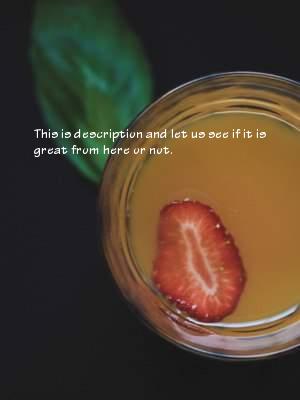 This is description and let us see if it is
great from here or not.